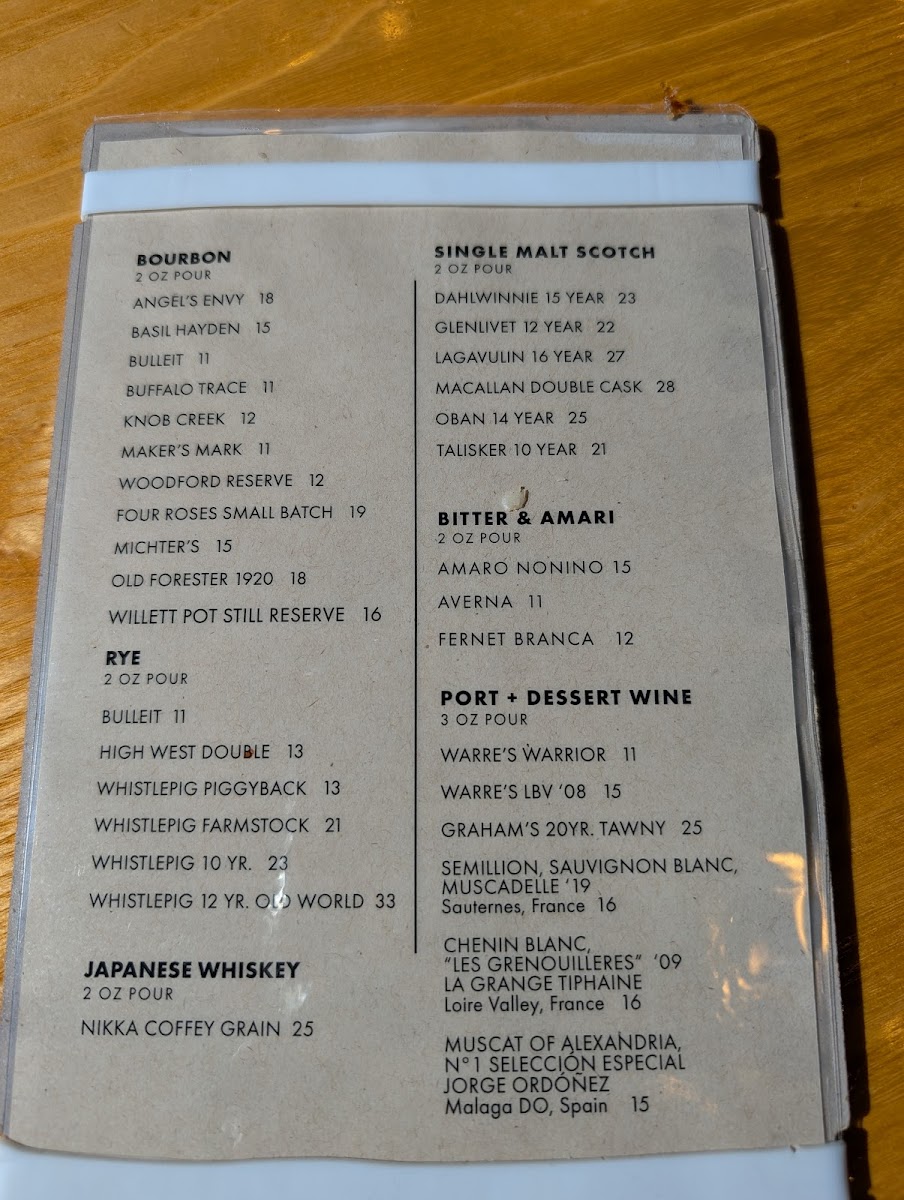 BOURBON
2 OZ POUR
ANGEL'S ENVY 18
BASIL HAYDEN 15
BULLEIT 11
BUFFALO TRACE 11
KNOB CREEK 12
MAKER'S MARK 11
WOODFORD RESERVE 12
FOUR ROSES SMALL BATCH 19
MICHTER'S 15
OLD FORESTER 1920 18
WILLETT POT STILL RESERVE 16
RYE
2 OZ POUR
BULLEIT 11
HIGH WEST DOUBLE 13
WHISTLEPIG PIGGYBACK 13
WHISTLEPIG FARMSTOCK 21
WHISTLEPIG 10 YR. 23
WHISTLEPIG 12 YR. OLD WORLD 33
JAPANESE WHISKEY
2 OZ POUR
NIKKA COFFEY GRAIN 25
SINGLE MALT SCOTCH
2 OZ POUR
DAHLWINNIE 15 YEAR 23
GLENLIVET 12 YEAR 22
LAGAVULIN 16 YEAR 27
MACALLAN DOUBLE CASK 28
OBAN 14 YEAR 25
TALISKER 10 YEAR 21
BITTER & AMARI
2 OZ POUR
AMARO NONINO 15
AVERNA 11
FERNET BRANCA 12
PORT + DESSERT WINE
3 OZ POUR
WARRE'S WARRIOR 11
WARRE'S LBV '08 15
GRAHAM'S 20YR. TAWNY 25
SEMILLION, SAUVIGNON BLANC,
MUSCADELLE '19
Sauternes, France 16
CHENIN BLANC,
"LES GRENOUILLERES" '09
LA GRANGE TIPHAINE
Loire Valley, France 16
MUSCAT OF ALEXANDRIA,
Nº1 SELECCIÓN ESPECIAL
JORGE ORDÓÑEZ
Malaga DO, Spain 15